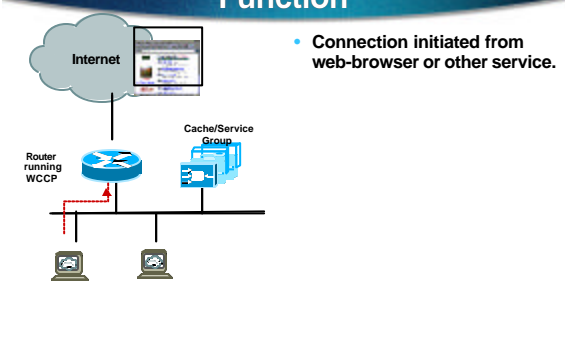 Function
• Connection initiated from
web-browser or other service.
Internet
Cache/Service
Group
Router
running
WCCP